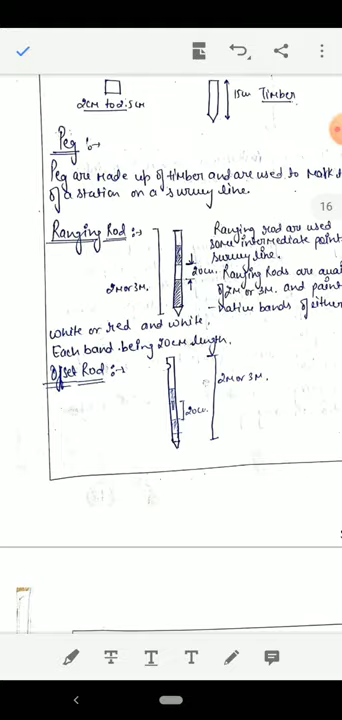 2CM to 2.5CM
15CM Timber
Peg :→
Peg are made up of timber and are used to Mark
of a station on a survey line.
Ranging Rod :→
Ranging rod are used
some intermediate point
survey line.
20CM. Ranging Rods are
2M OR 3M.
of 2M or 3M. and paint
native bands of either
white or red and white.
Each band being 20CM length.
Offset Rod :→
2M or 3M.
20CM.
16